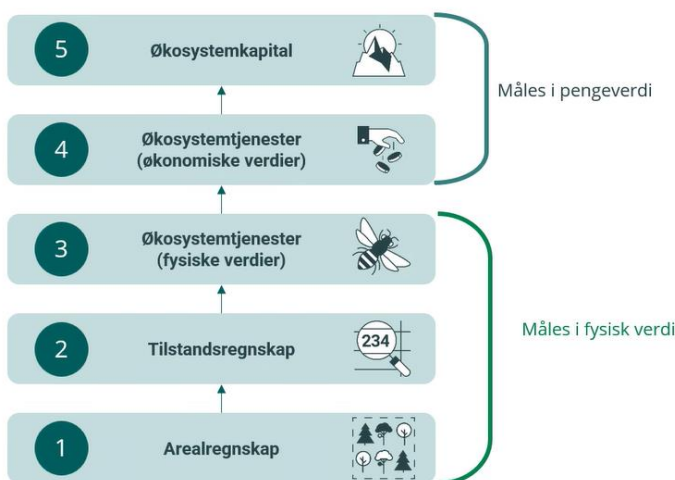 5
Økosystemkapital
Måles i pengeverdi
4
Økosystemtjenester
(økonomiske verdier)
3
Økosystemtjenester
(fysiske verdier)
Måles i fysisk verdi
2
Tilstandsregnskap
234
1
Arealregnskap